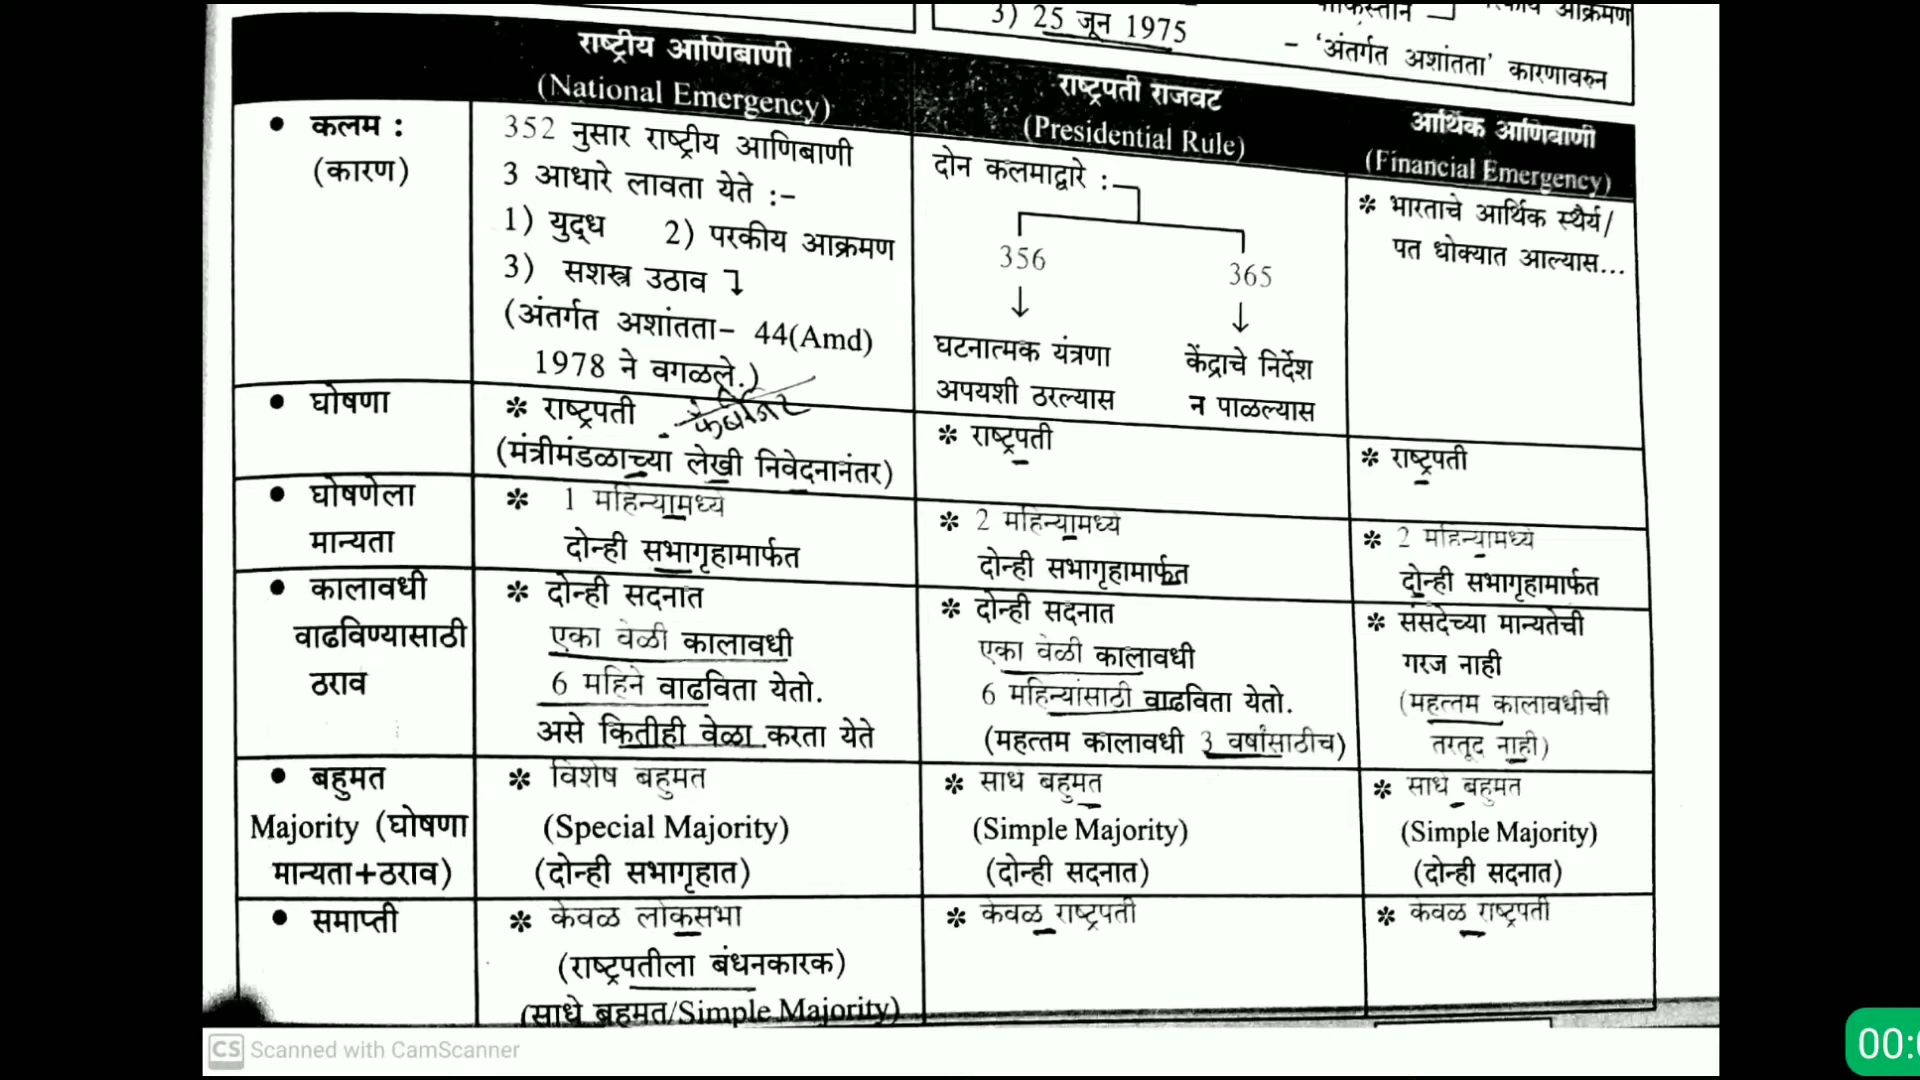 3) 25 जून 1975
- 'अंतर्गत अशांतता' कारणावरुन
पाकिस्तान
परकीय आक्रमण
राष्ट्रीय आणिबाणी
(National Emergency)
राष्ट्रपती राजवट
(Presidential Rule)
आर्थिक आणिबाणी
(Financial Emergency)
• कलम :
(कारण)
352 नुसार राष्ट्रीय आणिबाणी
3 आधारे लावता येते :-
1) युद्ध 2) परकीय आक्रमण
3) सशस्त्र उठाव
(अंतर्गत अशांतता- 44(Amd)
1978 ने वगळले.)
दोन कलमाद्वारे :
356 365
↓ ↓
घटनात्मक यंत्रणा केंद्राचे निर्देश
अपयशी ठरल्यास न पाळल्यास
* भारताचे आर्थिक स्थैर्य/
पत धोक्यात आल्यास...
• घोषणा
* राष्ट्रपती
(मंत्रीमंडळाच्या लेखी निवेदनानंतर)
* राष्ट्रपती
* राष्ट्रपती
• घोषणेला
मान्यता
* 1 महिन्यामध्ये
दोन्ही सभागृहामार्फत
* 2 महिन्यामध्ये
दोन्ही सभागृहामार्फत
* 2 महिन्यामध्ये
दोन्ही सभागृहामार्फत
• कालावधी
वाढविण्यासाठी
ठराव
* दोन्ही सदनात
एका वेळी कालावधी
6 महिने वाढविता येतो.
असे कितीही वेळा करता येते
* दोन्ही सदनात
एका वेळी कालावधी
6 महिन्यांसाठी वाढविता येतो.
(महत्तम कालावधी 3 वर्षांसाठीच)
* संसदेच्या मान्यतेची
गरज नाही
(महत्तम कालावधीची
तरतूद नाही)
• बहुमत
Majority (घोषणा
मान्यता+ठराव)
* विशेष बहुमत
(Special Majority)
(दोन्ही सभागृहात)
* साधे बहुमत
(Simple Majority)
(दोन्ही सदनात)
* साधे बहुमत
(Simple Majority)
(दोन्ही सदनात)
• समाप्ती
* केवळ लोकसभा
(राष्ट्रपतीला बंधनकारक)
(साधे बहुमत/Simple Majority)
* केवळ राष्ट्रपती
* केवळ राष्ट्रपती
CS Scanned with CamScanner